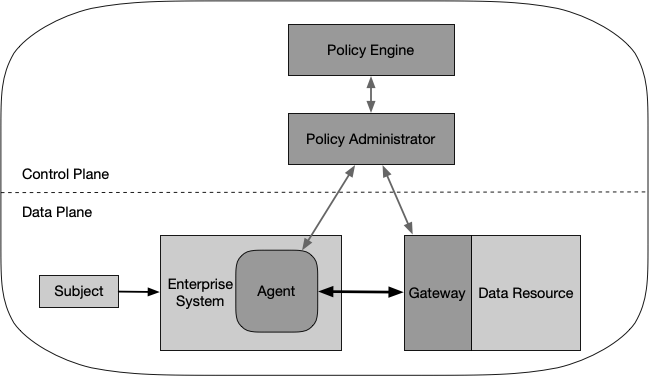 Policy Engine
Policy Administrator
Control Plane
Data Plane
Subject
Enterprise
System
Agent
Gateway
Data Resource